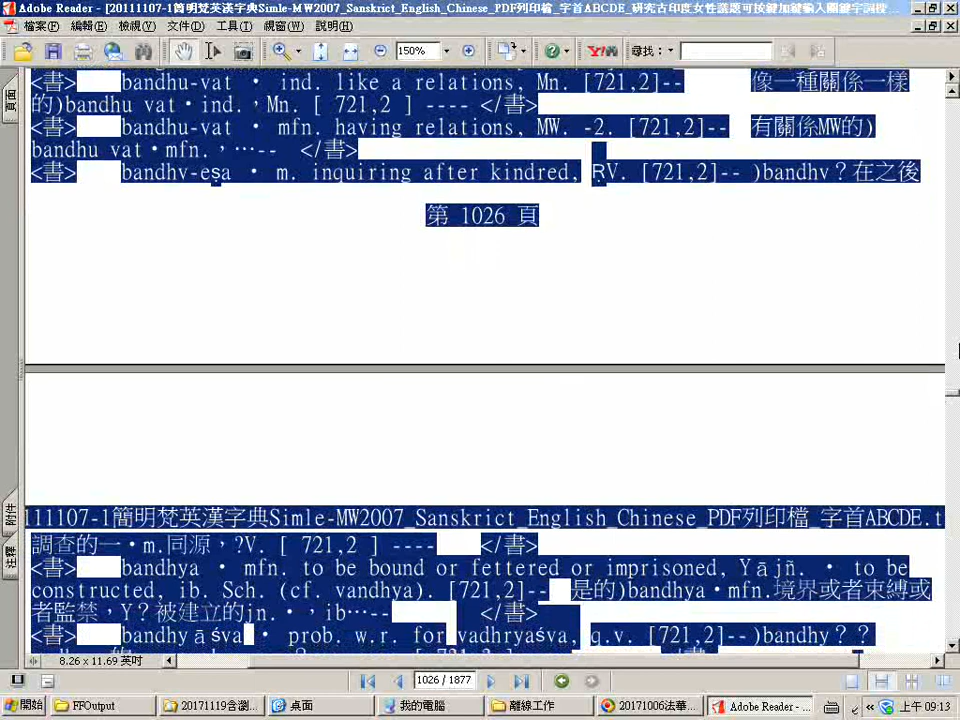 Adobe Reader - [20111107-1簡明梵英漢字典Simle-MW2007_Sanskrict_English_Chinese_PDF列印檔_字首ABCDE_研究古印度女性議題可按鍵加鍵輸入關鍵字詞搜
檔案(F) 編輯(E) 檢視(V) 文件(D) 工具(T) 視窗(W) 說明(H)
150% Y! 尋找：
頁面
<書> bandhu-vat · ind. like a relations, Mn. [721,2]-- 像一種關係一樣
的)bandhu vat·ind.，Mn. [ 721,2 ] ---- </書>
<書> bandhu-vat · mfn. having relations, MW. -2. [721,2]-- 有關係MW的)
bandhu vat·mfn.，…-- </書>
<書> bandhv-eṣa · m. inquiring after kindred, ṚV. [721,2]-- )bandhv？在之後
第 1026 頁
附件
註釋
111107-1簡明梵英漢字典Simle-MW2007_Sanskrict_English_Chinese_PDF列印檔_字首ABCDE.t
調查的一·m.同源，?V. [ 721,2 ] ---- </書>
<書> bandhya · mfn. to be bound or fettered or imprisoned, Yājñ. · to be
constructed, ib. Sch. (cf. vandhya). [721,2]-- 是的)bandhya·mfn.境界或者束縛或
者監禁，Y？被建立的jn. ·，ib…-- </書>
<書> bandhyāśva · prob. w.r. for vadhryaśva, q.v. [721,2]-- )bandhy？？
8.26 x 11.69 英吋
1026 / 1877
開始 FFOutput 20171119含瀏... 桌面 我的電腦 離線工作 20171006法華... Adobe Reader -... 上午 09:13